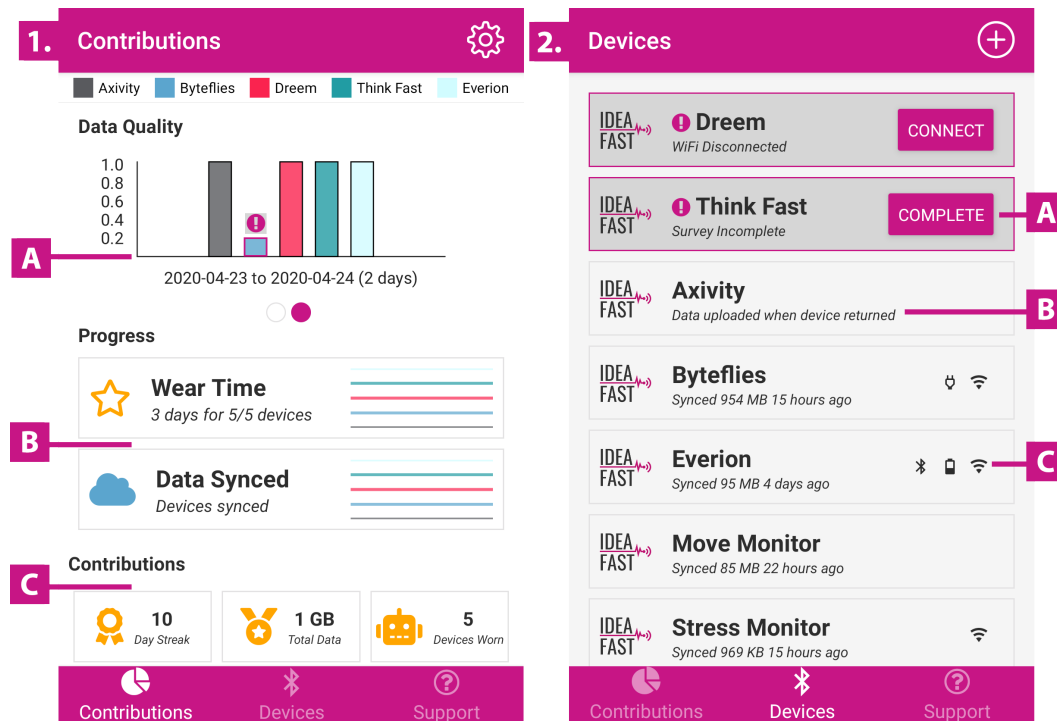 1.
Contributions
Axivity Byteflies Dreem Think Fast Everion
Data Quality
1.0
0.8
0.6
0.4
0.2
A
2020-04-23 to 2020-04-24 (2 days)
Progress
Wear Time
3 days for 5/5 devices
B
Data Synced
Devices synced
Contributions
C
10
Day Streak
1 GB
Total Data
5
Devices Worn
Contributions Devices Support
2.
Devices
IDEA
FAST
Dreem
WiFi Disconnected
CONNECT
IDEA
FAST
Think Fast
Survey Incomplete
COMPLETE
A
IDEA
FAST
Axivity
Data uploaded when device returned
B
IDEA
FAST
Byteflies
Synced 954 MB 15 hours ago
IDEA
FAST
Everion
Synced 95 MB 4 days ago
C
IDEA
FAST
Move Monitor
Synced 85 MB 22 hours ago
IDEA
FAST
Stress Monitor
Synced 969 KB 15 hours ago
Contributions Devices Support